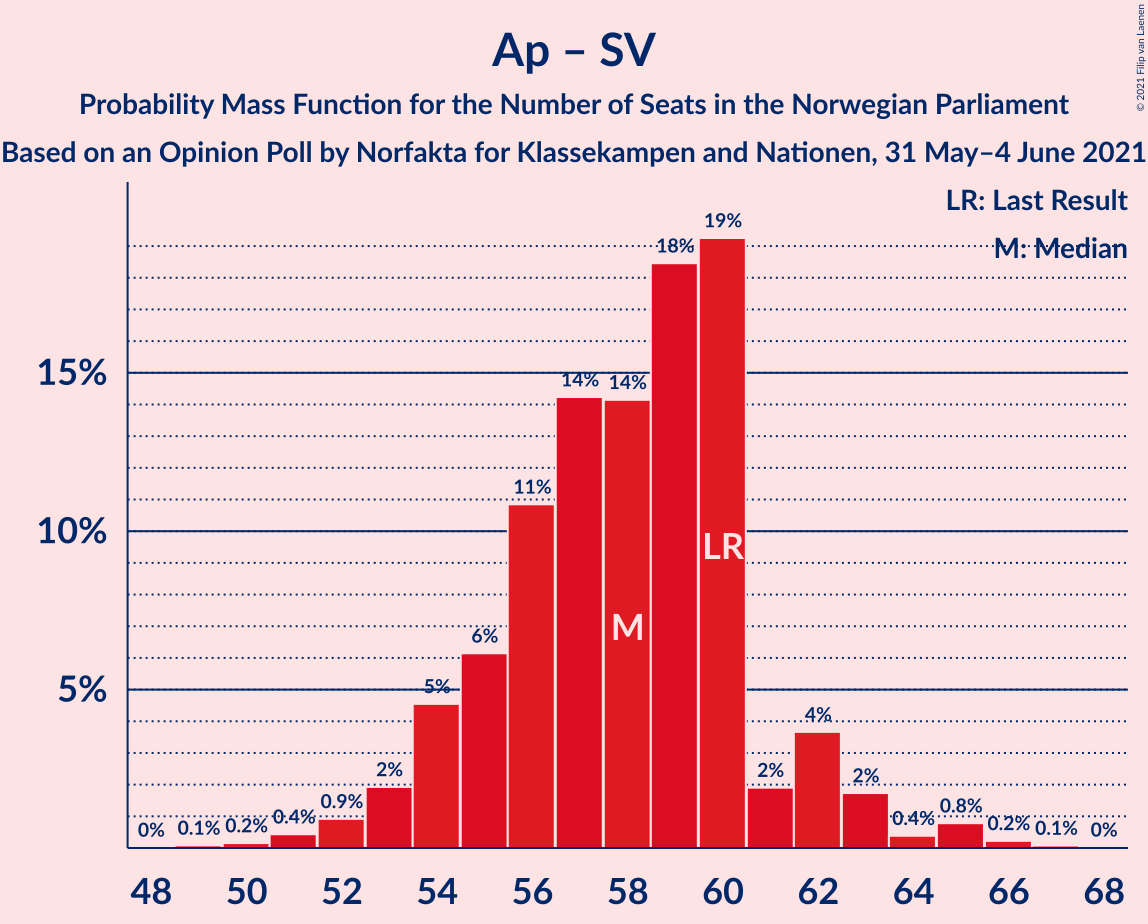 Ap – SV
Probability Mass Function for the Number of Seats in the Norwegian Parliament
Based on an Opinion Poll by Norfakta for Klassekampen and Nationen, 31 May–4 June 2021
© 2021 Filip van Laenen
LR: Last Result
M: Median
15%
10%
5%
0%
0.1%
0.2%
0.4%
0.9%
2%
5%
6%
11%
14%
14%
18%
19%
2%
4%
2%
0.4%
0.8%
0.2%
0.1%
0%
M
LR
48 50 52 54 56 58 60 62 64 66 68